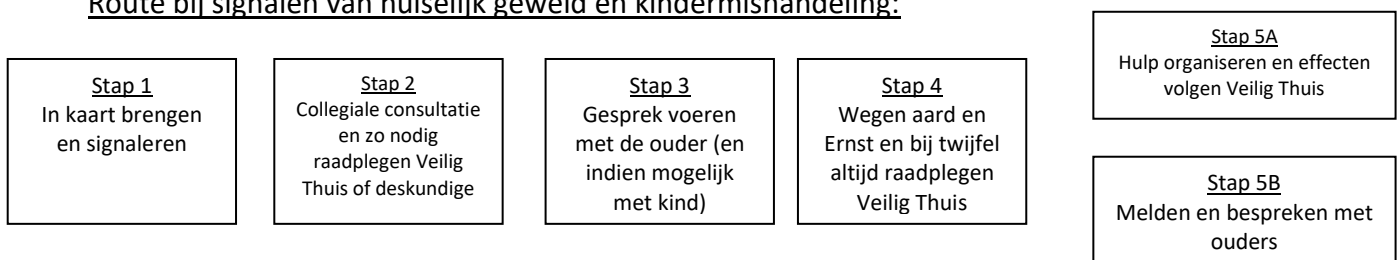 Route bij signalen van huiselijk geweld en kindermishandeling:
Stap 1
In kaart brengen
en signaleren
Stap 2
Collegiale consultatie
en zo nodig
raadplegen Veilig
Thuis of deskundige
Stap 3
Gesprek voeren
met de ouder (en
indien mogelijk
met kind)
Stap 4
Wegen aard en
Ernst en bij twijfel
altijd raadplegen
Veilig Thuis
Stap 5A
Hulp organiseren en effecten
volgen Veilig Thuis
Stap 5B
Melden en bespreken met
ouders